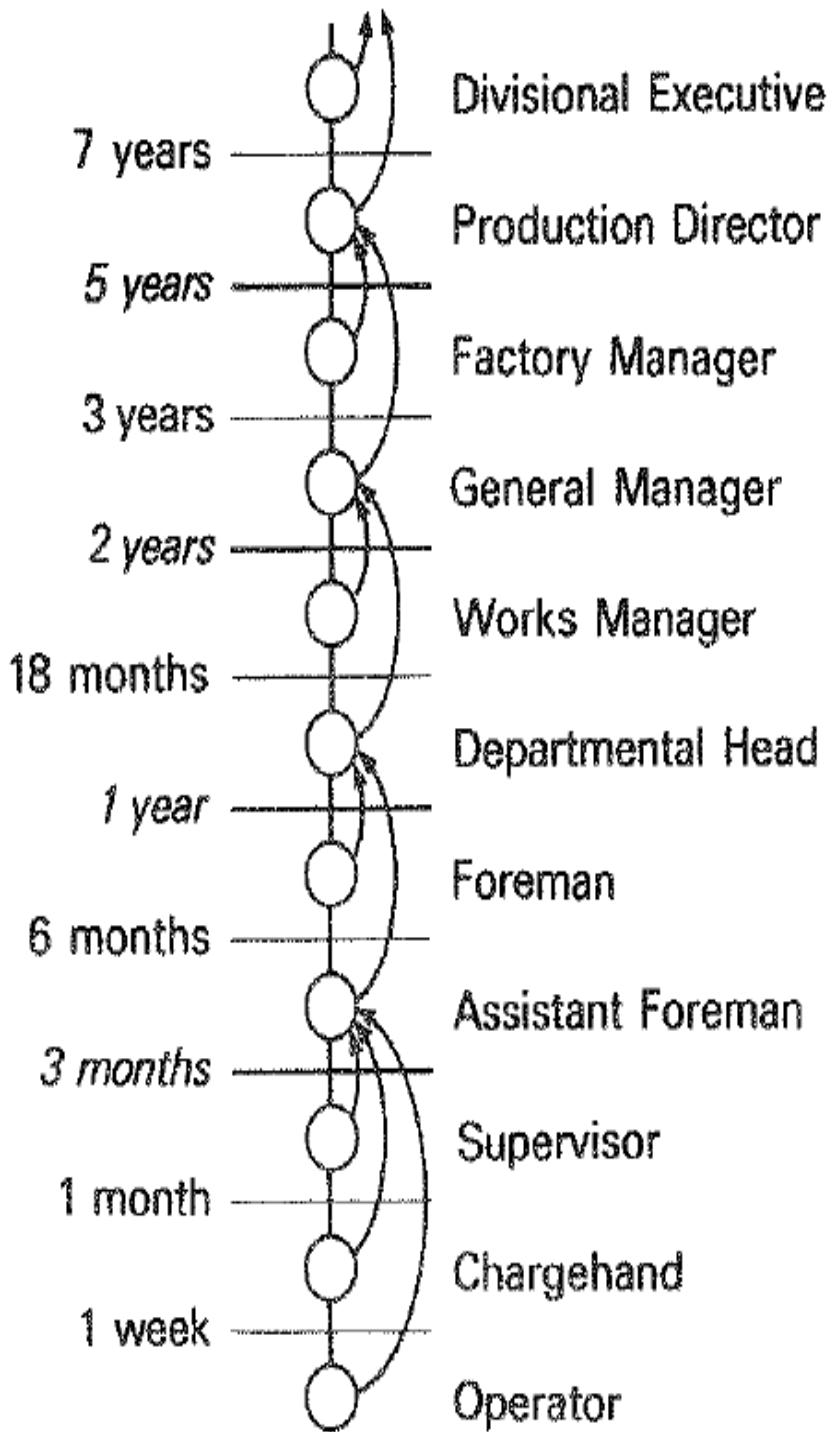 Divisional Executive
7 years
Production Director
5 years
Factory Manager
3 years
General Manager
2 years
Works Manager
18 months
Departmental Head
1 year
Foreman
6 months
Assistant Foreman
3 months
Supervisor
1 month
Chargehand
1 week
Operator